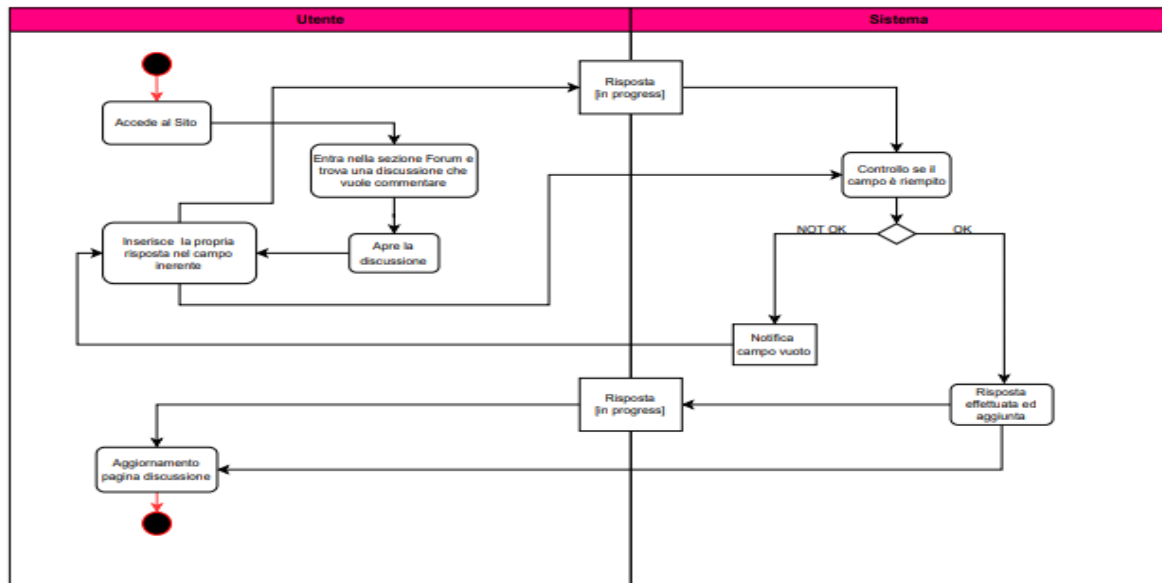 Utente
Sistema
Risposta
[in progress]
Accede al Sito
Entra nella sezione Forum e
trova una discussione che
vuole commentare
Controllo se il
campo è riempito
NOT OK
OK
Inserisce la propria
risposta nel campo
inerente
Apre la
discussione
Notifica
campo vuoto
Risposta
[in progress]
Risposta
effettuata ed
aggiunta
Aggiornamento
pagina discussione